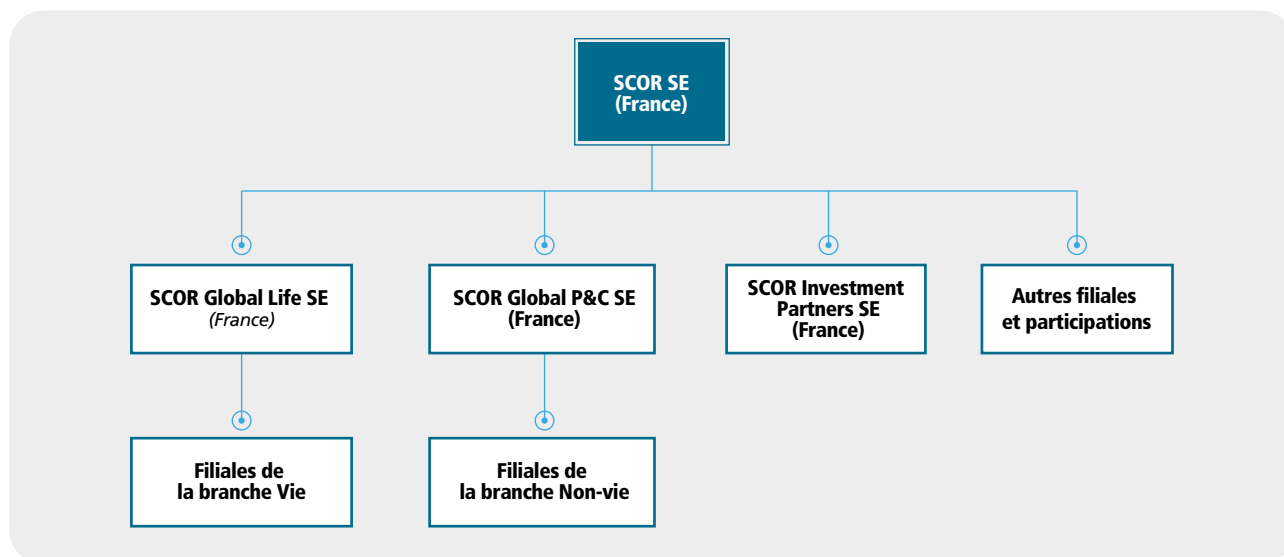 SCOR SE
(France)
SCOR Global Life SE
(France)
SCOR Global P&C SE
(France)
SCOR Investment
Partners SE
(France)
Autres filiales
et participations
Filiales de
la branche Vie
Filiales de
la branche Non-vie